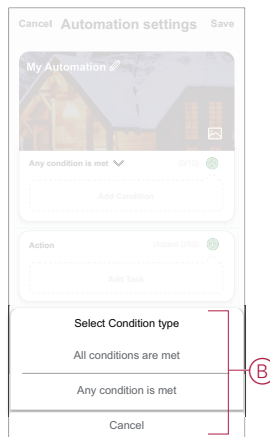 Cancel Automation settings Save
My Automation
Any condition is met
Add Condition
Action
Add Task
Select Condition type
All conditions are met
Any condition is met
B
Cancel